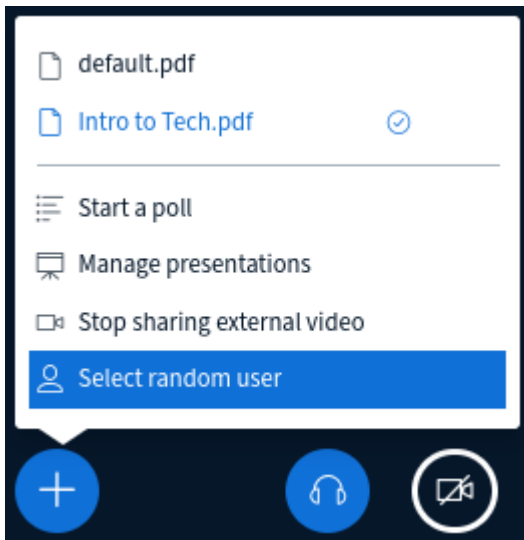 default.pdf
Intro to Tech.pdf
Start a poll
Manage presentations
Stop sharing external video
Select random user